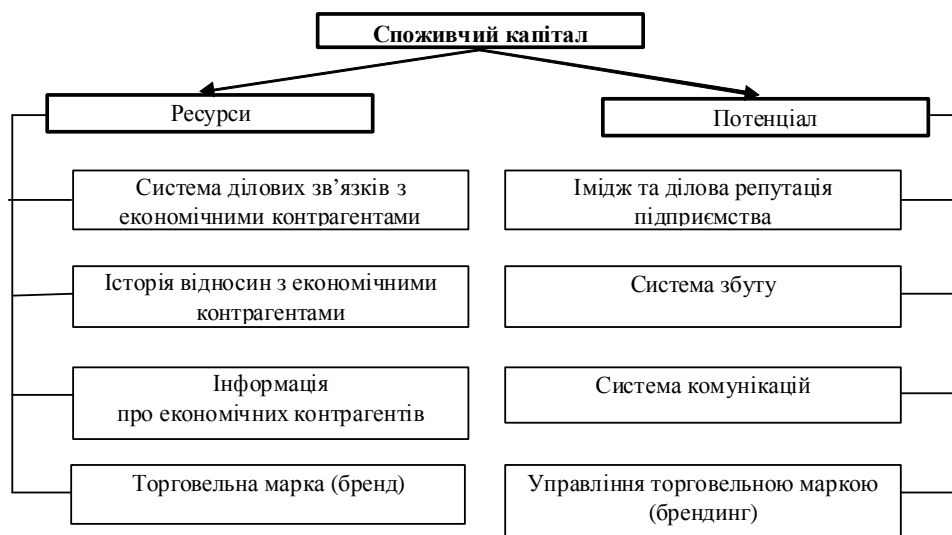 Споживчий капітал
Ресурси
Потенціал
Система ділових зв’язків з
економічними контрагентами
Імідж та ділова репутація
підприємства
Історія відносин з економічними
контрагентами
Система збуту
Інформація
про економічних контрагентів
Система комунікацій
Торговельна марка (бренд)
Управління торговельною маркою
(брендинг)